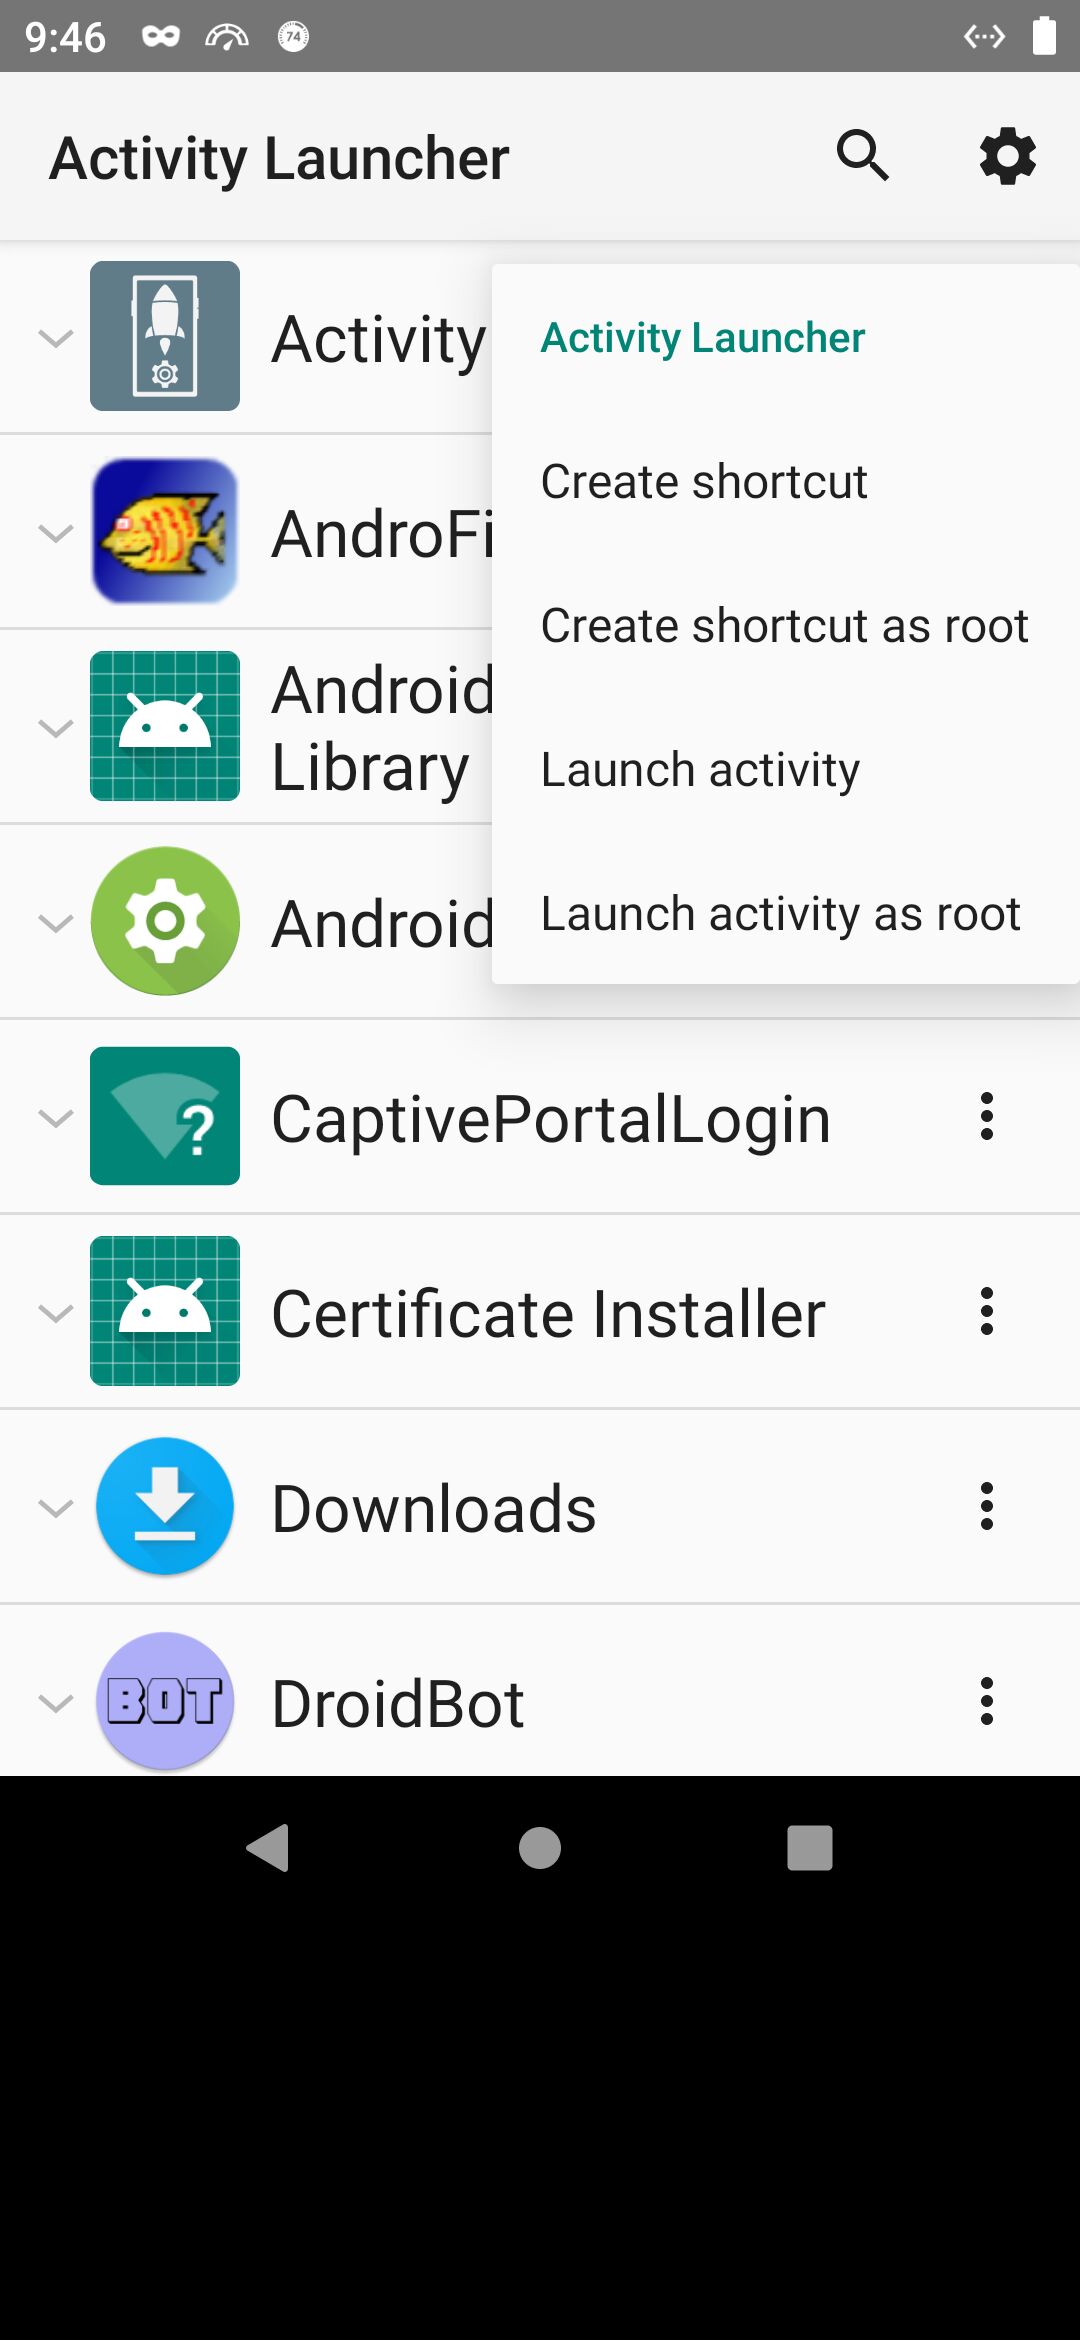 9:46
74
Activity Launcher
Activity
Activity Launcher
Create shortcut
AndroFi
Create shortcut as root
Android
Library
Launch activity
Android
Launch activity as root
CaptivePortalLogin
Certificate Installer
Downloads
BOT
DroidBot